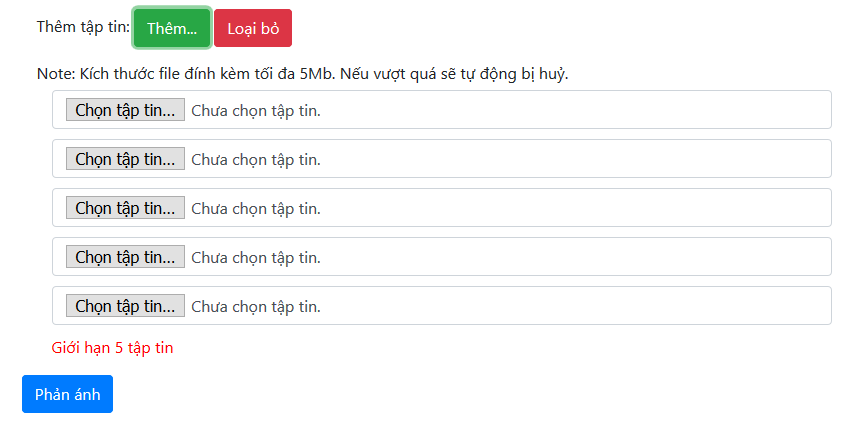 Thêm tập tin: Thêm... Loại bỏ
Note: Kích thước file đính kèm tối đa 5Mb. Nếu vượt quá sẽ tự động bị huỷ.
Chọn tập tin... Chưa chọn tập tin.
Chọn tập tin... Chưa chọn tập tin.
Chọn tập tin... Chưa chọn tập tin.
Chọn tập tin... Chưa chọn tập tin.
Chọn tập tin... Chưa chọn tập tin.
Giới hạn 5 tập tin
Phản ánh